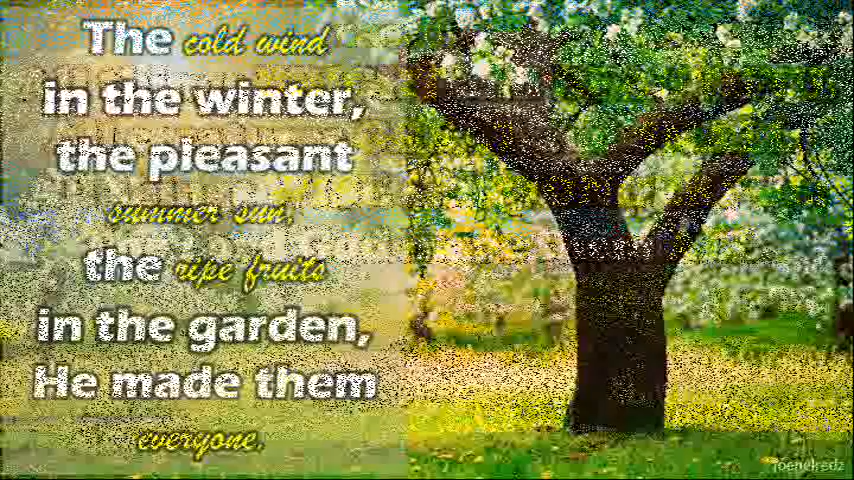 The cold wind
in the winter,
the pleasant
summer sun,
the ripe fruits
in the garden,
He made them
everyone.
joenelredz